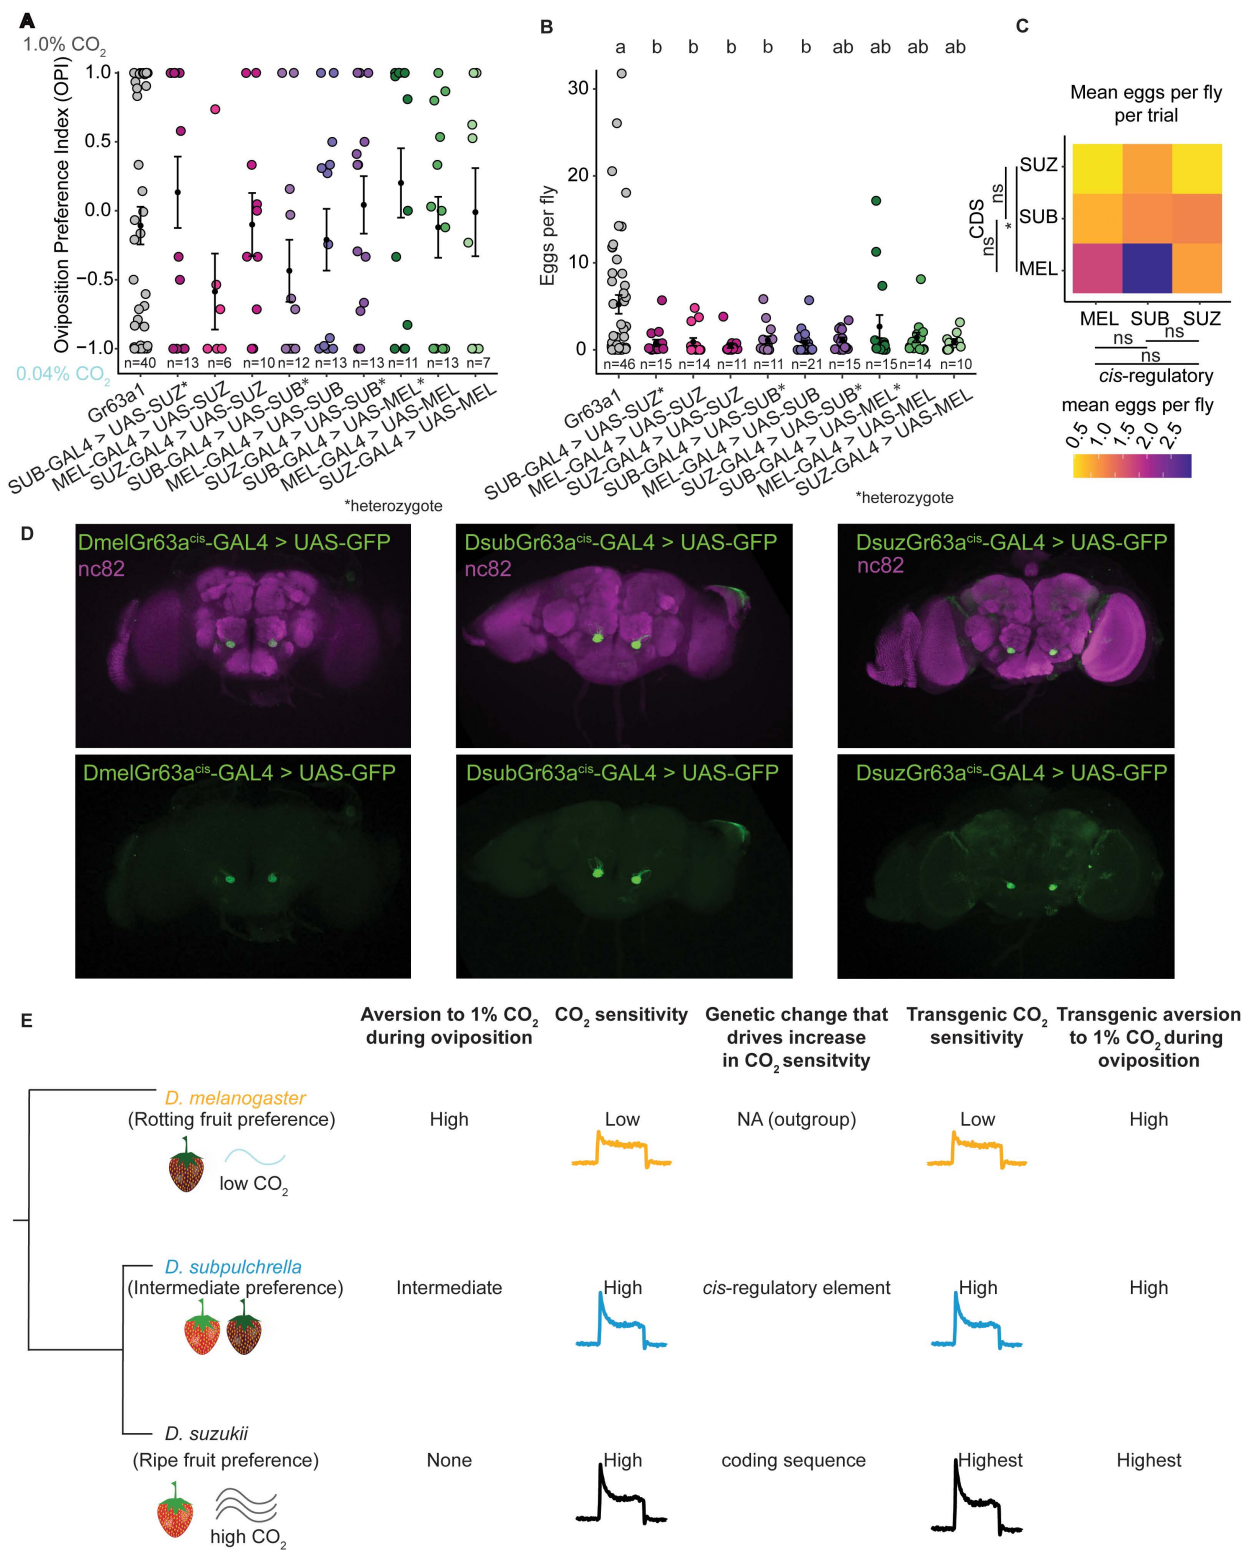 A
1.0% CO2
Oviposition Preference Index (OPI)
1.0
0.5
0.0
−0.5
−1.0
0.04% CO2
n=40 n=13 n=6 n=10 n=12 n=13 n=13 n=11 n=13 n=7
Gr63a1
SUB-GAL4 > UAS-SUZ*
MEL-GAL4 > UAS-SUZ
SUZ-GAL4 > UAS-SUZ
SUB-GAL4 > UAS-SUB*
MEL-GAL4 > UAS-SUB
SUZ-GAL4 > UAS-SUB*
SUB-GAL4 > UAS-MEL*
MEL-GAL4 > UAS-MEL
SUZ-GAL4 > UAS-MEL
*heterozygote
B
a b b b b b ab ab ab ab
Eggs per fly
30
20
10
0
n=46 n=15 n=14 n=11 n=11 n=21 n=15 n=15 n=14 n=10
Gr63a1
SUB-GAL4 > UAS-SUZ*
MEL-GAL4 > UAS-SUZ
SUZ-GAL4 > UAS-SUZ
SUB-GAL4 > UAS-SUB*
MEL-GAL4 > UAS-SUB
SUZ-GAL4 > UAS-SUB*
SUB-GAL4 > UAS-MEL*
MEL-GAL4 > UAS-MEL
SUZ-GAL4 > UAS-MEL
*heterozygote
C
Mean eggs per fly
per trial
CDS
SUZ
SUB
MEL
ns
ns
*
MEL SUB SUZ
ns
ns
ns
cis-regulatory
mean eggs per fly
0.5 1.0 1.5 2.0 2.5
D
DmelGr63acis-GAL4 > UAS-GFP
nc82
DsubGr63acis-GAL4 > UAS-GFP
nc82
DsuzGr63acis-GAL4 > UAS-GFP
nc82
DmelGr63acis-GAL4 > UAS-GFP
DsubGr63acis-GAL4 > UAS-GFP
DsuzGr63acis-GAL4 > UAS-GFP
E
Aversion to 1% CO2
during oviposition
CO2 sensitivity
Genetic change that
drives increase
in CO2 sensitvity
Transgenic CO2
sensitivity
Transgenic aversion
to 1% CO2 during
oviposition
D. melanogaster
(Rotting fruit preference)
low CO2
High
Low
NA (outgroup)
Low
High
D. subpulchrella
(Intermediate preference)
Intermediate
High
cis-regulatory element
High
High
D. suzukii
(Ripe fruit preference)
high CO2
None
High
coding sequence
Highest
Highest